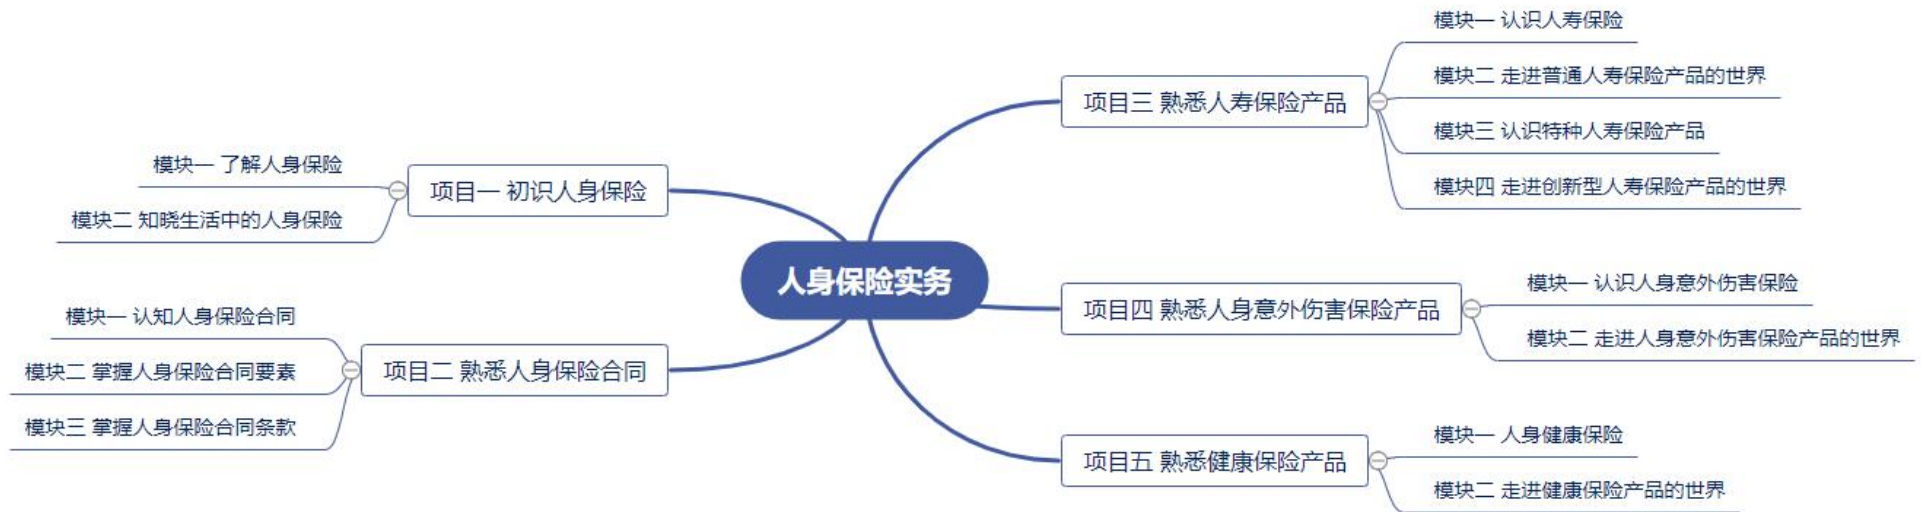 人身保险实务
项目一 初识人身保险
模块一 了解人身保险
模块二 知晓生活中的人身保险
项目二 熟悉人身保险合同
模块一 认知人身保险合同
模块二 掌握人身保险合同要素
模块三 掌握人身保险合同条款
项目三 熟悉人寿保险产品
模块一 认识人寿保险
模块二 走进普通人寿保险产品的世界
模块三 认识特种人寿保险产品
模块四 走进创新型人寿保险产品的世界
项目四 熟悉人身意外伤害保险产品
模块一 认识人身意外伤害保险
模块二 走进人身意外伤害保险产品的世界
项目五 熟悉健康保险产品
模块一 人身健康保险
模块二 走进健康保险产品的世界